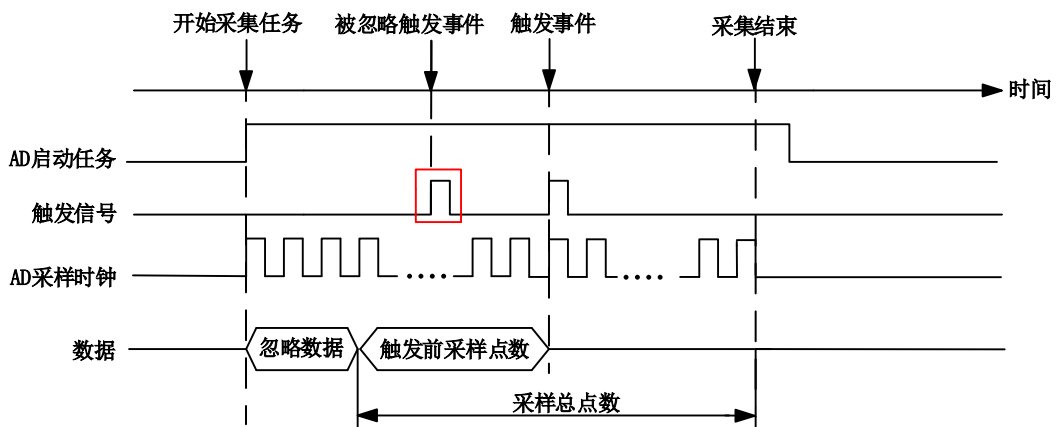 开始采集任务
被忽略触发事件
触发事件
采集结束
时间
AD启动任务
触发信号
AD采样时钟
数据
忽略数据
触发前采样点数
采样总点数